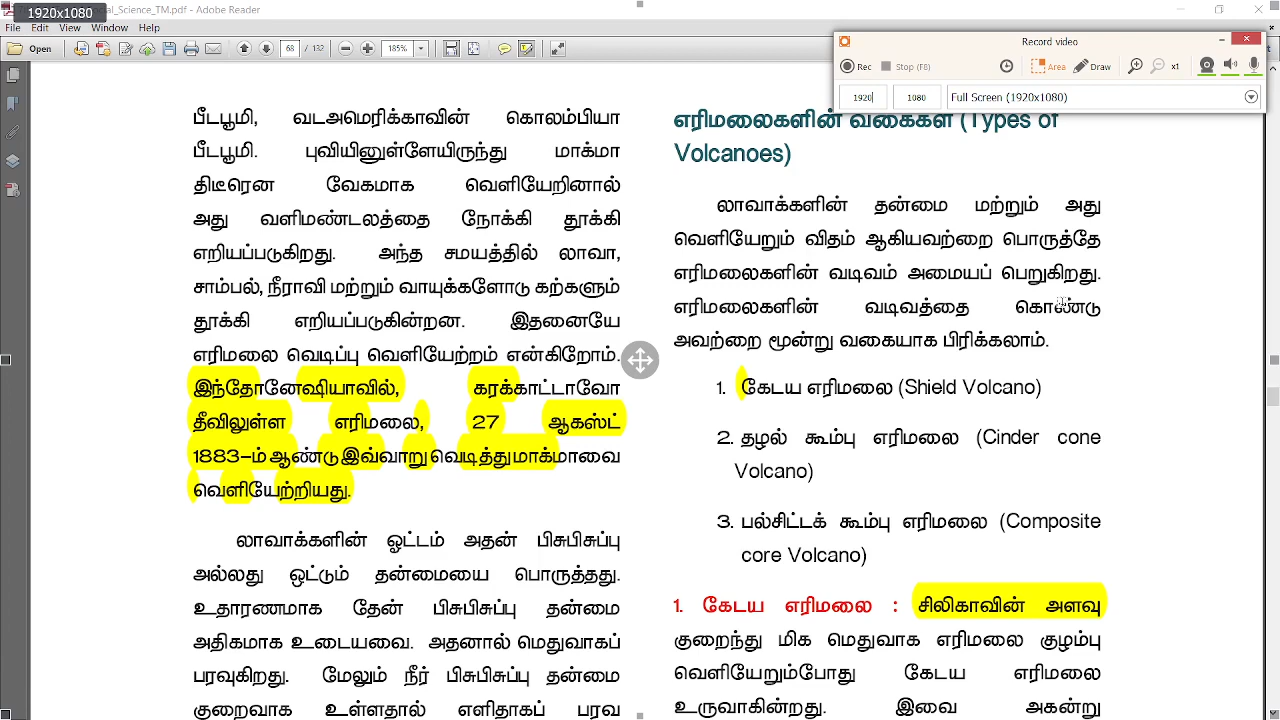 1920x1080
ial_Science_TM.pdf - Adobe Reader
File Edit View Window Help
Open 68 / 132 185%
Record video
Rec Stop (F8) Area Draw x1
1920 1080 Full Screen (1920x1080)
பீடபூமி, வடஅமெரிக்காவின் கொலம்பியா
பீடபூமி. புவியினுள்ளேயிருந்து மாக்மா
திடீரென வேகமாக வெளியேறினால்
அது வளிமண்டலத்தை நோக்கி தூக்கி
எறியப்படுகிறது. அந்த சமயத்தில் லாவா,
சாம்பல், நீராவி மற்றும் வாயுக்களோடு கற்களும்
தூக்கி எறியப்படுகின்றன. இதனையே
எரிமலை வெடிப்பு வெளியேற்றம் என்கிறோம்.
இந்தோனேஷியாவில், கரக்காட்டாவோ
தீவிலுள்ள எரிமலை, 27 ஆகஸ்ட்
1883-ம் ஆண்டு இவ்வாறு வெடித்து மாக்மாவை
வெளியேற்றியது.
லாவாக்களின் ஓட்டம் அதன் பிசுபிசுப்பு
அல்லது ஒட்டும் தன்மையை பொருத்தது.
உதாரணமாக தேன் பிசுபிசுப்பு தன்மை
அதிகமாக உடையவை. அதனால் மெதுவாகப்
பரவுகிறது. மேலும் நீர் பிசுபிசுப்பு தன்மை
குறைவாக உள்ளதால் எளிதாகப் பரவ
எரிமலைகளின் வகைகள் (Types of
Volcanoes)
லாவாக்களின் தன்மை மற்றும் அது
வெளியேறும் விதம் ஆகியவற்றை பொருத்தே
எரிமலைகளின் வடிவம் அமையப் பெறுகிறது.
எரிமலைகளின் வடிவத்தை கொண்டு
அவற்றை மூன்று வகையாக பிரிக்கலாம்.
1. கேடய எரிமலை (Shield Volcano)
2. தழல் கூம்பு எரிமலை (Cinder cone
Volcano)
3. பல்சிட்டக் கூம்பு எரிமலை (Composite
core Volcano)
1. கேடய எரிமலை : சிலிகாவின் அளவு
குறைந்து மிக மெதுவாக எரிமலை குழம்பு
வெளியேறும்போது கேடய எரிமலை
உருவாகின்றது. இவை அகன்று